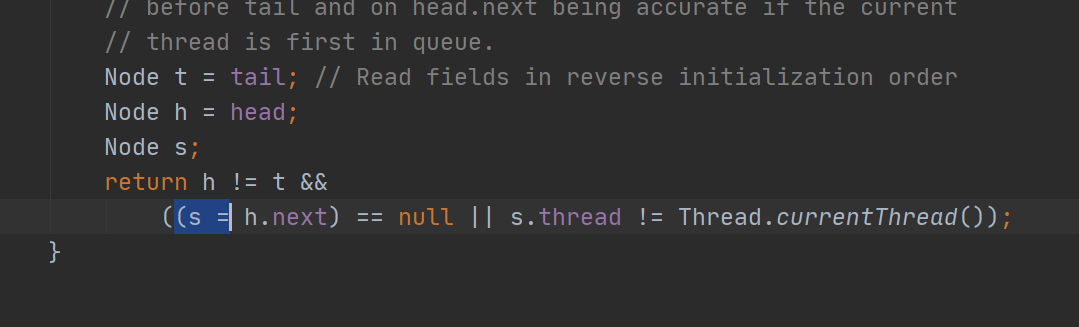 // before tail and on head.next being accurate if the current
// thread is first in queue.
Node t = tail; // Read fields in reverse initialization order
Node h = head;
Node s;
return h != t &&
((s = h.next) == null || s.thread != Thread.currentThread());
}